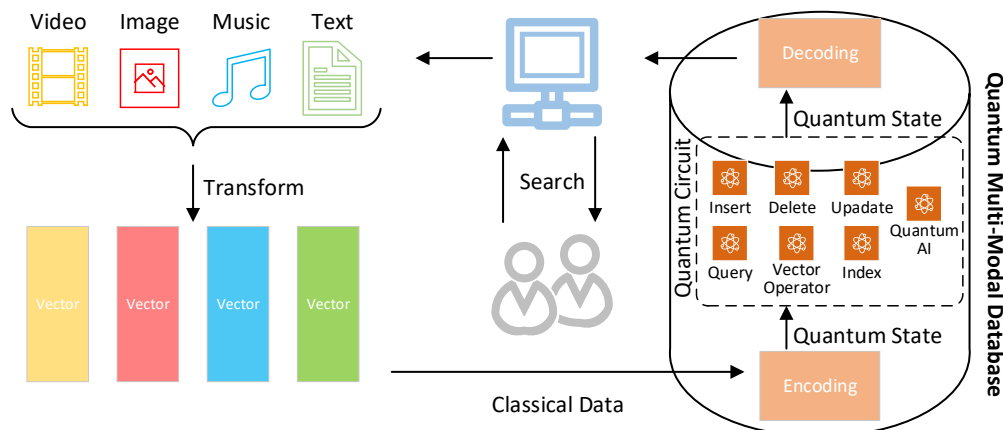 Video
Image
Music
Text
Transform
Vector
Vector
Vector
Vector
Search
Classical Data
Decoding
Quantum State
Quantum Circuit
Insert
Delete
Upadate
Quantum
AI
Query
Vector
Operator
Index
Quantum State
Encoding
Quantum Multi-Modal Database